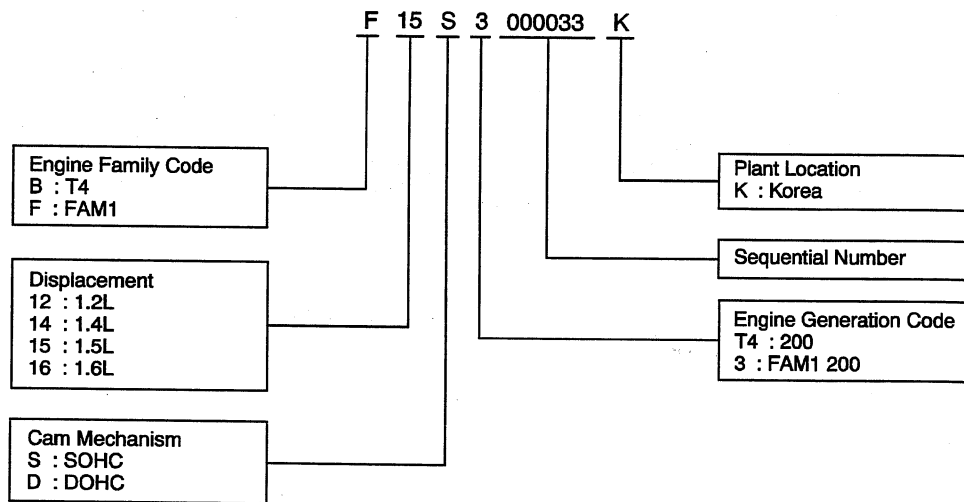 F 15 S 3 000033 K
Engine Family Code
B : T4
F : FAM1
Displacement
12 : 1.2L
14 : 1.4L
15 : 1.5L
16 : 1.6L
Cam Mechanism
S : SOHC
D : DOHC
Plant Location
K : Korea
Sequential Number
Engine Generation Code
T4 : 200
3 : FAM1 200